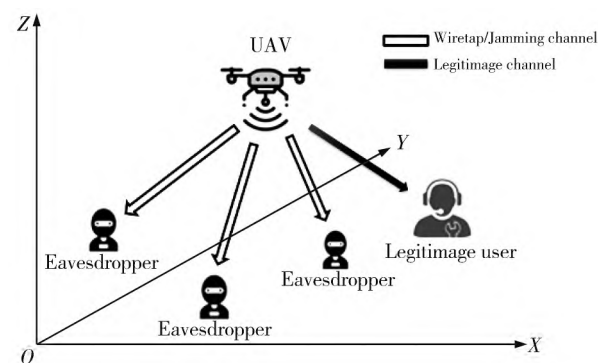 Z
UAV
Wiretap/Jamming channel
Legitimage channel
Y
Eavesdropper
Eavesdropper
Legitimage user
Eavesdropper
O
X